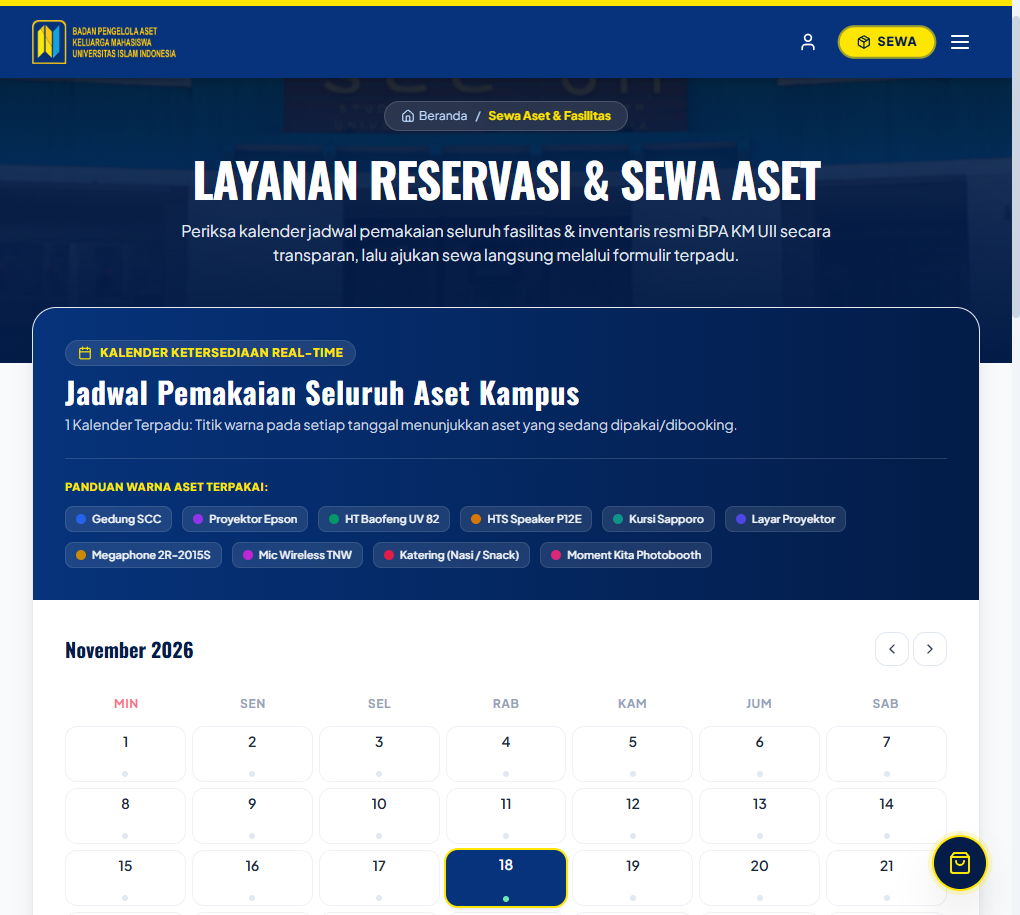 BADAN PENGELOLA ASET
KELUARGA MAHASISWA
UNIVERSITAS ISLAM INDONESIA
SEWA
Beranda / Sewa Aset & Fasilitas
LAYANAN RESERVASI & SEWA ASET
Periksa kalender jadwal pemakaian seluruh fasilitas & inventaris resmi BPA KM UII secara
transparan, lalu ajukan sewa langsung melalui formulir terpadu.
KALENDER KETERSEDIAAN REAL-TIME
Jadwal Pemakaian Seluruh Aset Kampus
1 Kalender Terpadu: Titik warna pada setiap tanggal menunjukkan aset yang sedang dipakai/dibooking.
PANDUAN WARNA ASET TERPAKAI:
Gedung SCC Proyektor Epson HT Baofeng UV 82 HTS Speaker P12E Kursi Sapporo Layar Proyektor
Megaphone 2R-2015S Mic Wireless TNW Katering (Nasi / Snack) Moment Kita Photobooth
November 2026
MIN SEN SEL RAB KAM JUM SAB
1 2 3 4 5 6 7
8 9 10 11 12 13 14
15 16 17 18 19 20 21